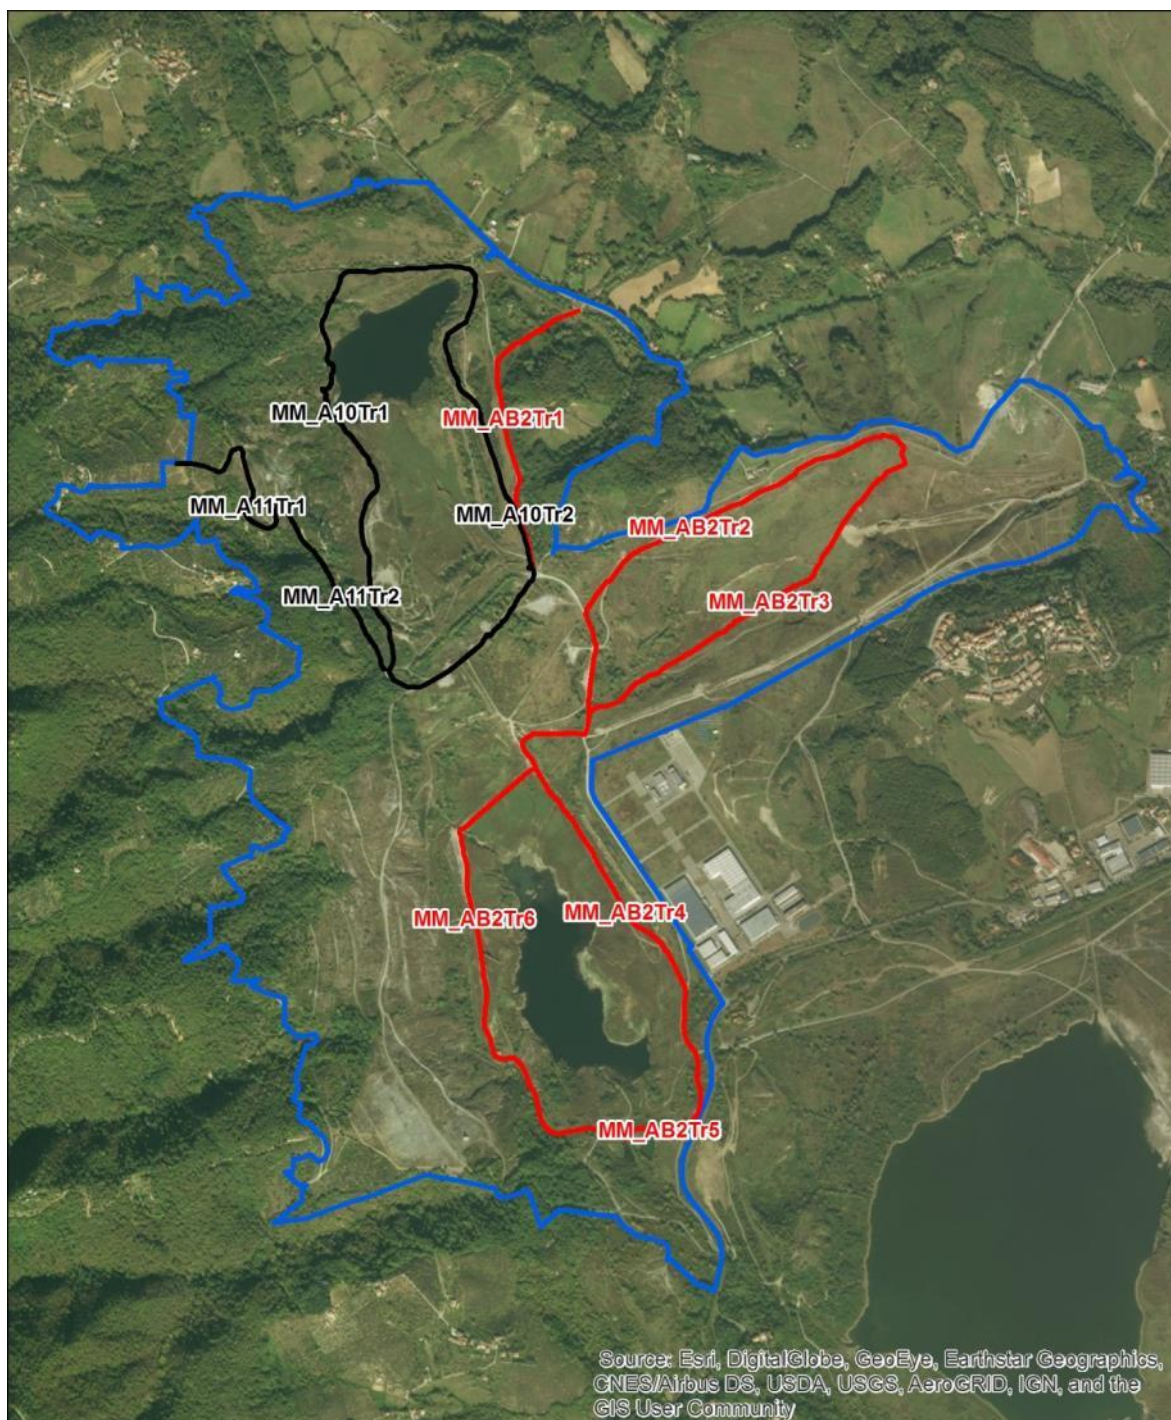 MM_A10Tr1
MM_AB2Tr1
MM_A11Tr1
MM_A10Tr2
MM_AB2Tr2
MM_A11Tr2
MM_AB2Tr3
MM_AB2Tr6
MM_AB2Tr4
MM_AB2Tr5
Source: Esri, DigitalGlobe, GeoEye, Earthstar Geographics,
CNES/Airbus DS, USDA, USGS, AeroGRID, IGN, and the
GIS User Community